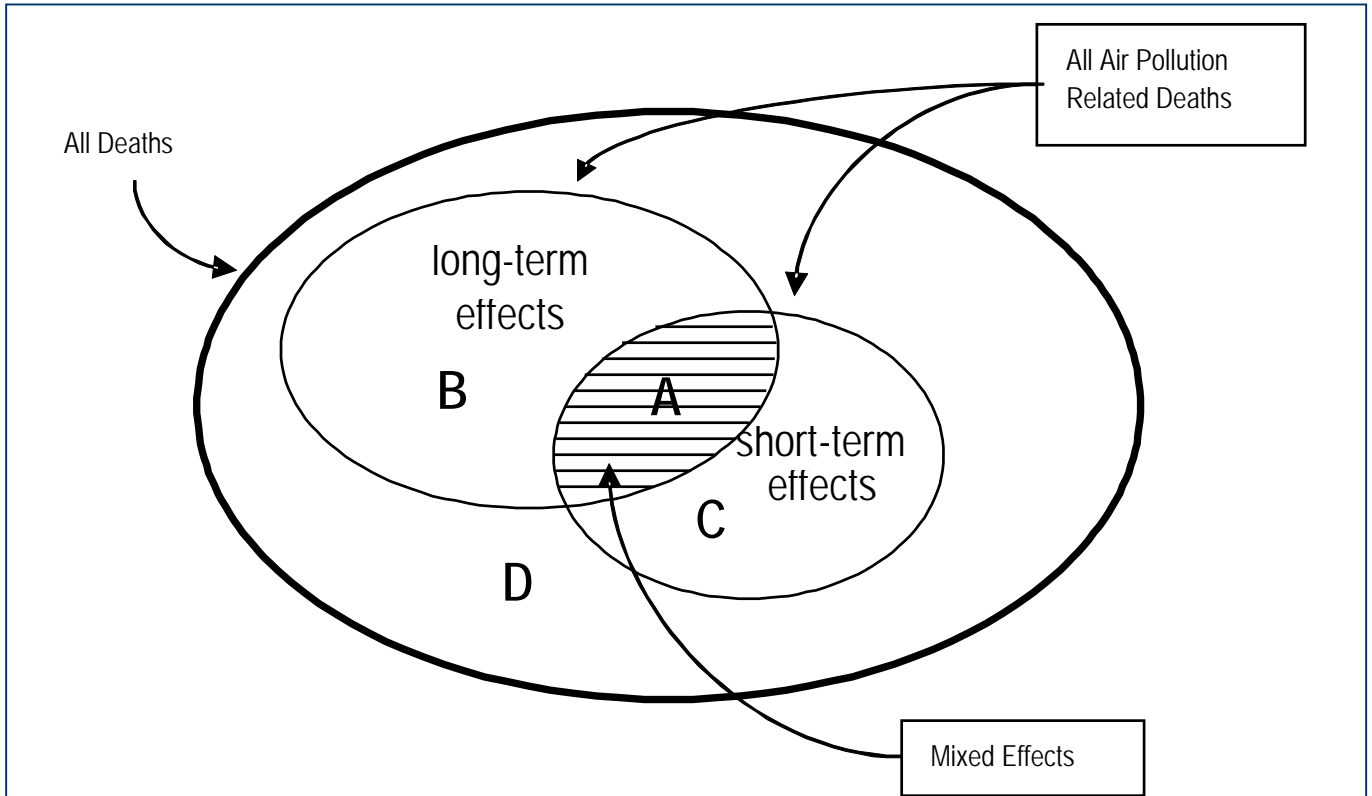 All Air Pollution
Related Deaths
All Deaths
long-term
effects
B
A
short-term
effects
C
D
Mixed Effects